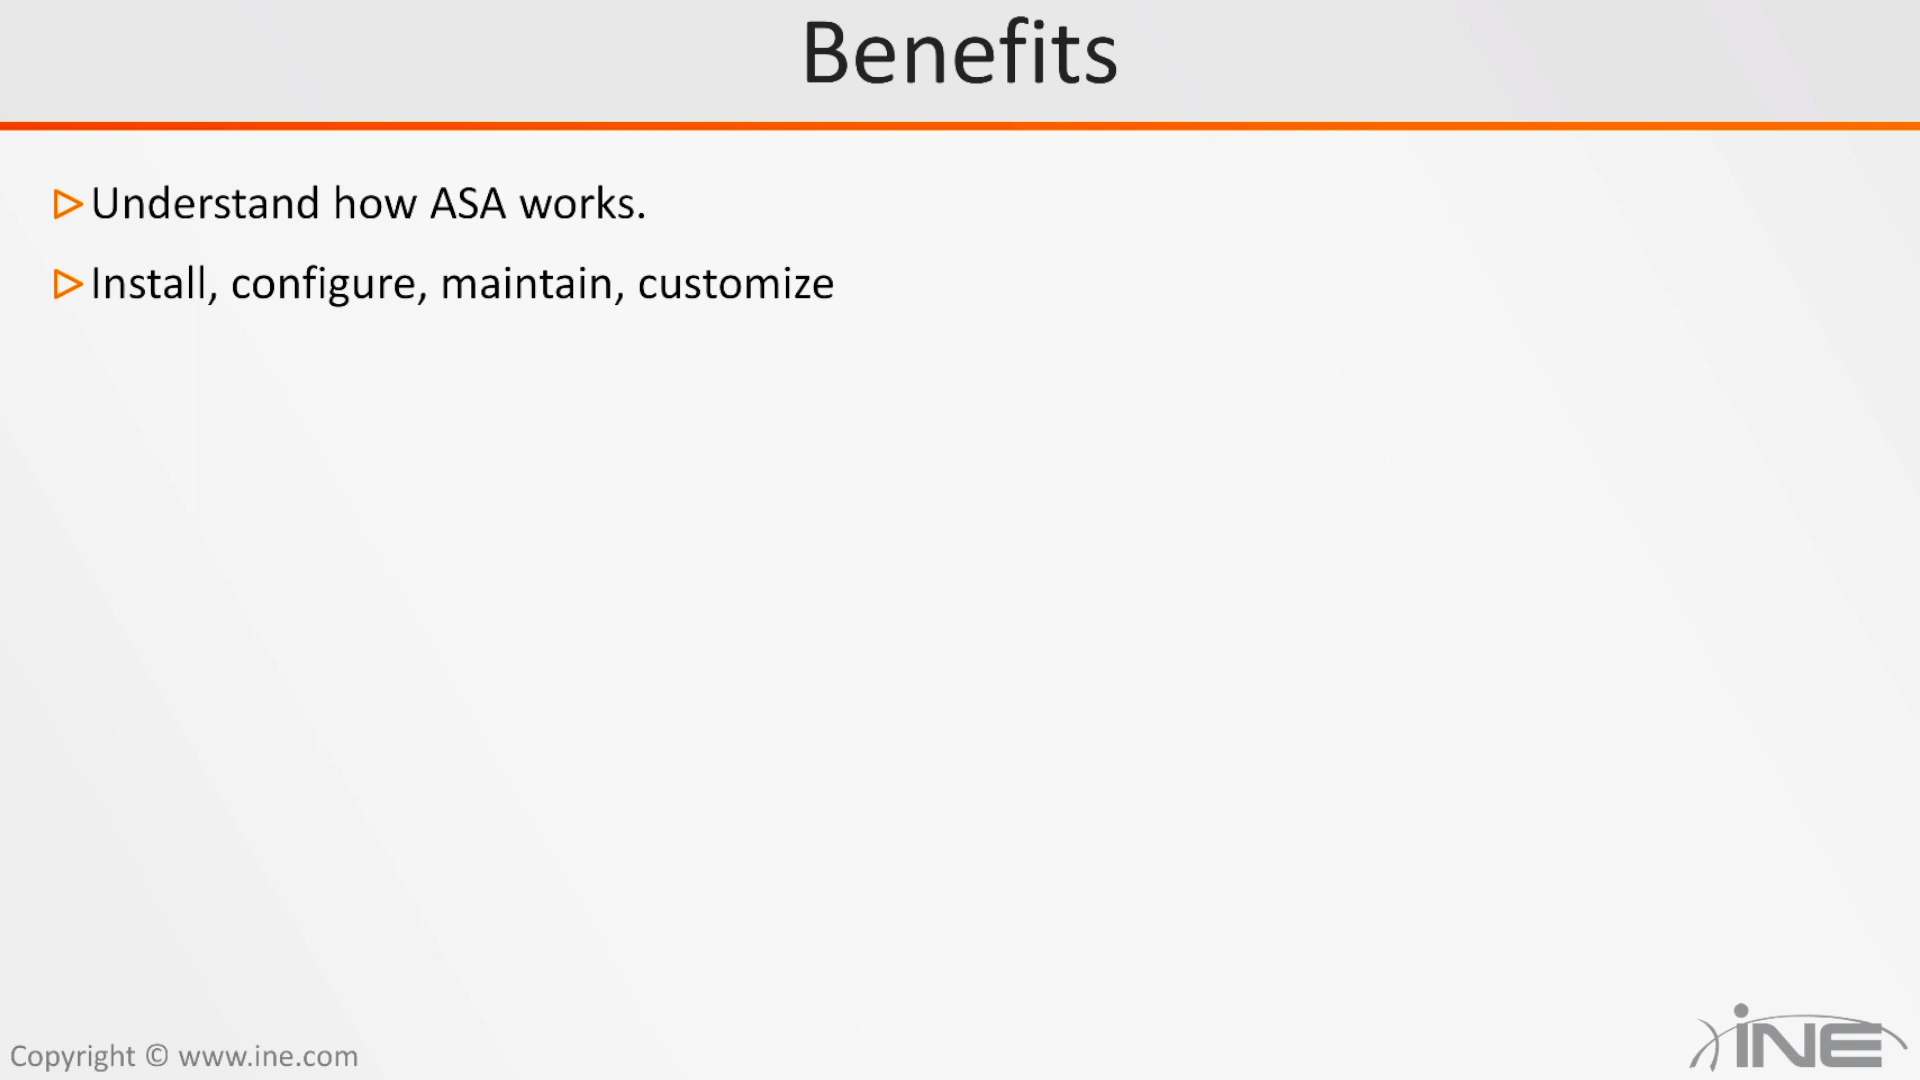 Benefits
Understand how ASA works.
Install, configure, maintain, customize
Copyright © www.ine.com
iNE